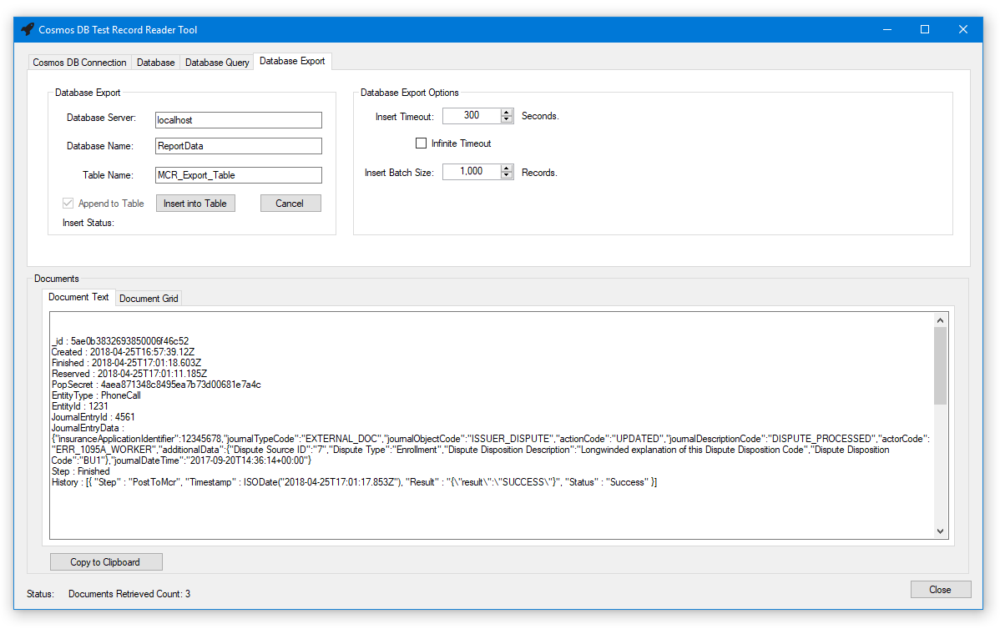 Cosmos DB Test Record Reader Tool
Cosmos DB Connection Database Database Query Database Export
Database Export
Database Server: localhost
Database Name: ReportData
Table Name: MCR_Export_Table
Append to Table Insert into Table Cancel
Insert Status:
Database Export Options
Insert Timeout: 300 Seconds.
Infinite Timeout
Insert Batch Size: 1,000 Records.
Documents
Document Text Document Grid
_id : 5ae0b3832693850006f46c52
Created : 2018-04-25T16:57:39.12Z
Finished : 2018-04-25T17:01:18.603Z
Reserved : 2018-04-25T17:01:11.185Z
PopSecret : 4aea871348c8495ea7b73d00681e7a4c
EntityType : PhoneCall
EntityId : 1231
JournalEntryId : 4561
JournalEntryData :
{"insuranceApplicationIdentifier":12345678,"journalTypeCode":"EXTERNAL_DOC","journalObjectCode":"ISSUER_DISPUTE","actionCode":"UPDATED","journalDescriptionCode":"DISPUTE_PROCESSED","actorCode":
"ERR_1095A_WORKER","additionalData":{"Dispute Source ID":"7","Dispute Type":"Enrollment","Dispute Disposition Description":"Longwinded explanation of this Dispute Disposition Code","Dispute Disposition
Code":"BU1"},"journalDateTime":"2017-09-20T14:36:14+00:00"}
Step : Finished
History : [{ "Step" : "PostToMcr", "Timestamp" : ISODate("2018-04-25T17:01:17.853Z"), "Result" : "{\"result\":\"SUCCESS\"}", "Status" : "Success" }]
Copy to Clipboard
Status: Documents Retrieved Count: 3
Close